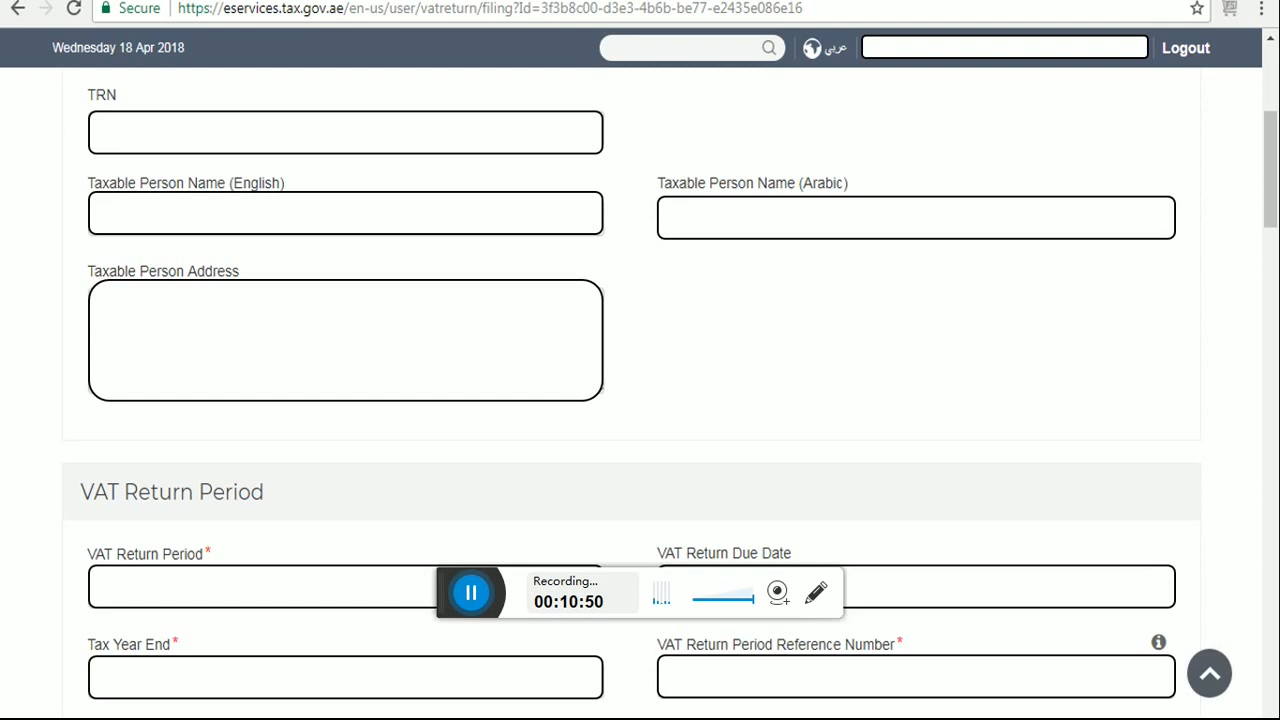 Secure https://eservices.tax.gov.ae/en-us/user/vatreturn/filing?Id=3f3b8c00-d3e3-4b6b-be77-e2435e086e16
Wednesday 18 Apr 2018 عربي Logout
TRN
Taxable Person Name (English) Taxable Person Name (Arabic)
Taxable Person Address
VAT Return Period
VAT Return Period* VAT Return Due Date
Recording...
00:10:50
Tax Year End* VAT Return Period Reference Number*